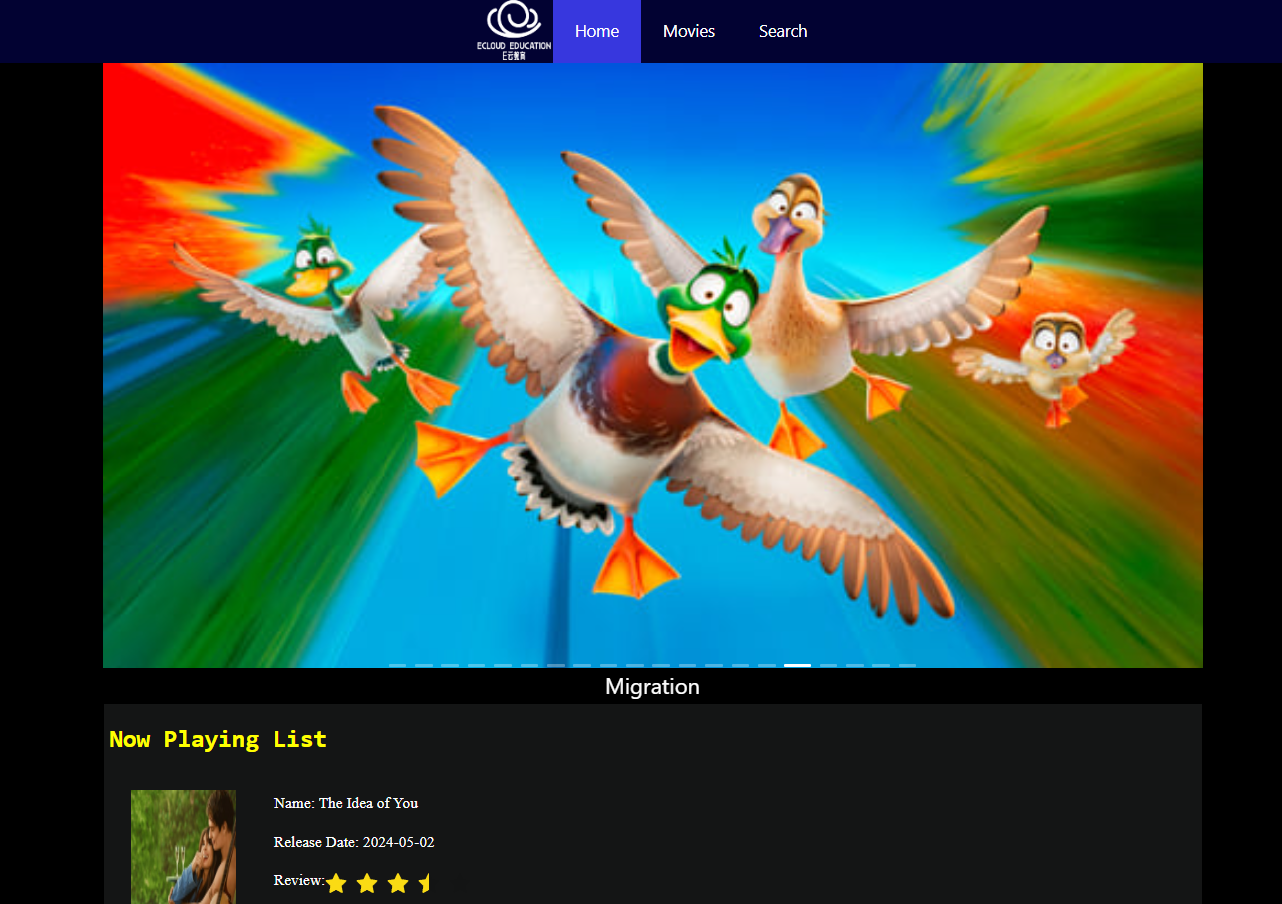 ECLOUD EDUCATION
E云教育
Home
Movies
Search
Migration
Now Playing List
Name: The Idea of You
Release Date: 2024-05-02
Review: